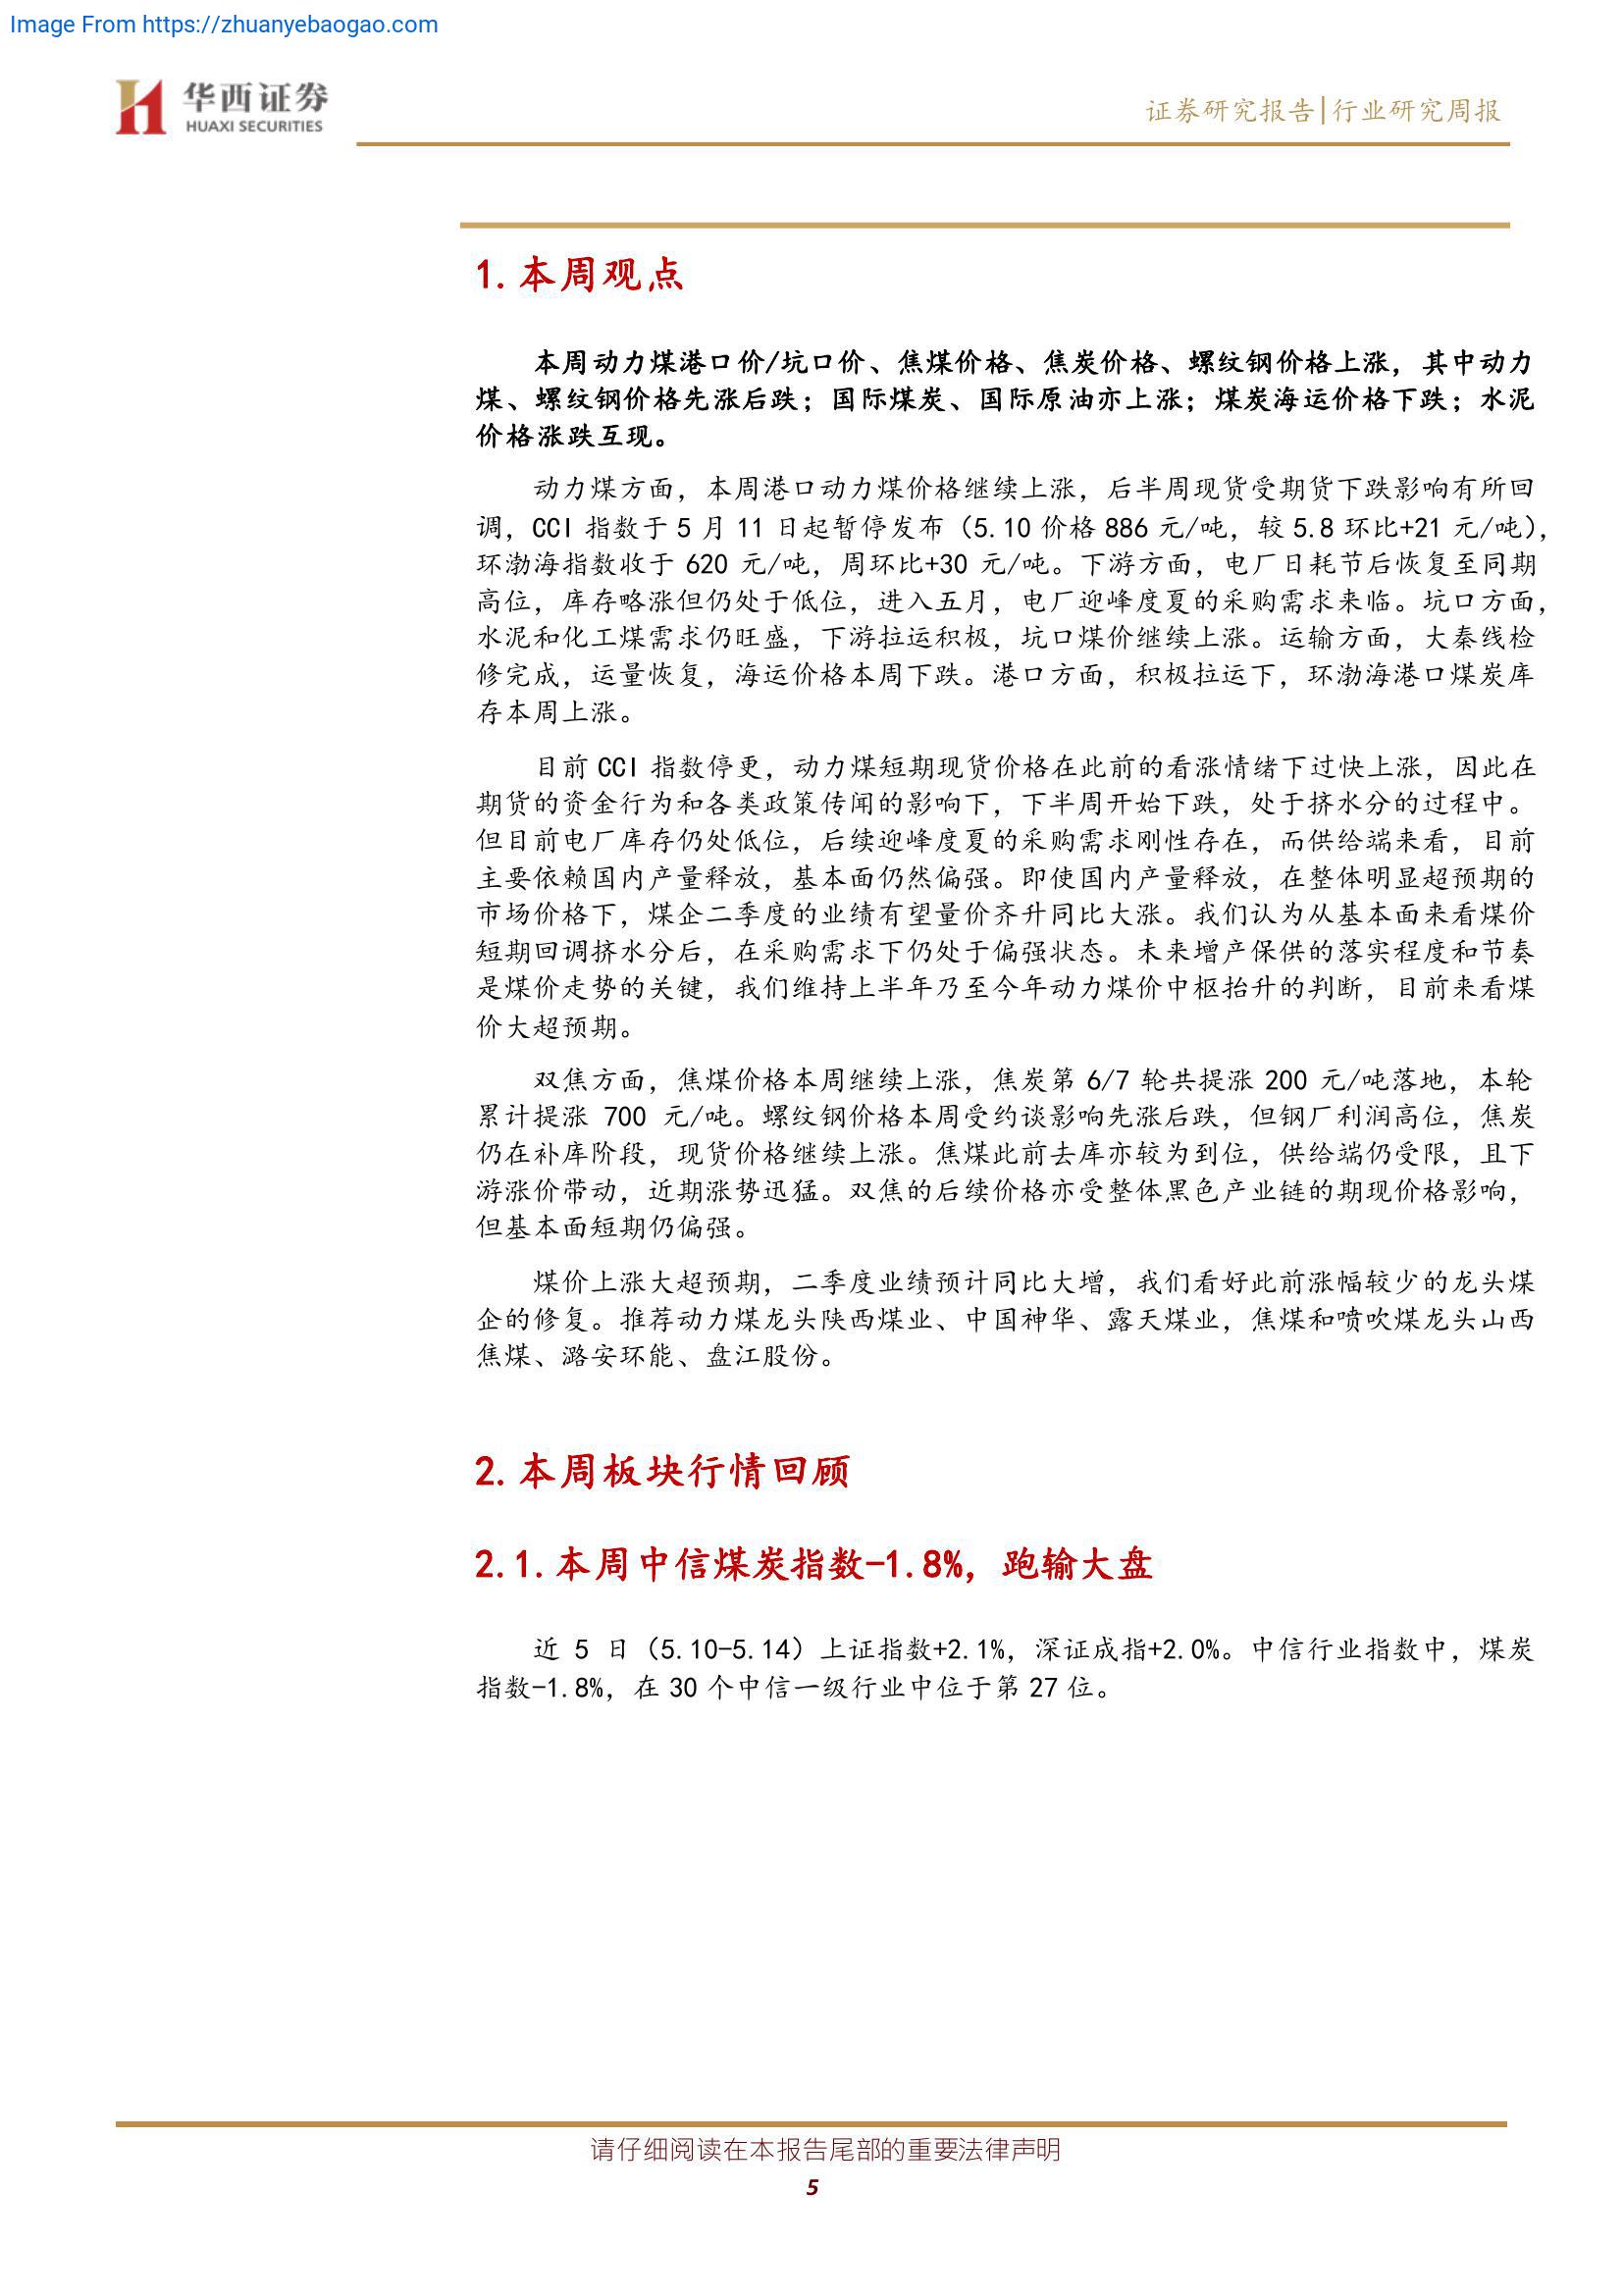 Image From https://zhuanyebaogao.com
华西证券
HUAXI SECURITIES
证券研究报告|行业研究周报
1.本周观点
本周动力煤港口价/坑口价、焦煤价格、焦炭价格、螺纹钢价格上涨，其中动力
煤、螺纹钢价格先涨后跌；国际煤炭、国际原油亦上涨；煤炭海运价格下跌；水泥
价格涨跌互现。
动力煤方面，本周港口动力煤价格继续上涨，后半周现货受期货下跌影响有所回
调，CCI 指数于 5 月 11 日起暂停发布（5.10 价格 886 元/吨，较 5.8 环比+21 元/吨），
环渤海指数收于 620 元/吨，周环比+30 元/吨。下游方面，电厂日耗节后恢复至同期
高位，库存略涨但仍处于低位，进入五月，电厂迎峰度夏的采购需求来临。坑口方面，
水泥和化工煤需求仍旺盛，下游拉运积极，坑口煤价继续上涨。运输方面，大秦线检
修完成，运量恢复，海运价格本周下跌。港口方面，积极拉运下，环渤海港口煤炭库
存本周上涨。
目前 CCI 指数停更，动力煤短期现货价格在此前的看涨情绪下过快上涨，因此在
期货的资金行为和各类政策传闻的影响下，下半周开始下跌，处于挤水分的过程中。
但目前电厂库存仍处低位，后续迎峰度夏的采购需求刚性存在，而供给端来看，目前
主要依赖国内产量释放，基本面仍然偏强。即使国内产量释放，在整体明显超预期的
市场价格下，煤企二季度的业绩有望量价齐升同比大涨。我们认为从基本面来看煤价
短期回调挤水分后，在采购需求下仍处于偏强状态。未来增产保供的落实程度和节奏
是煤价走势的关键，我们维持上半年乃至今年动力煤价中枢抬升的判断，目前来看煤
价大超预期。
双焦方面，焦煤价格本周继续上涨，焦炭第 6/7 轮共提涨 200 元/吨落地，本轮
累计提涨 700 元/吨。螺纹钢价格本周受约谈影响先涨后跌，但钢厂利润高位，焦炭
仍在补库阶段，现货价格继续上涨。焦煤此前去库亦较为到位，供给端仍受限，且下
游涨价带动，近期涨势迅猛。双焦的后续价格亦受整体黑色产业链的期现价格影响，
但基本面短期仍偏强。
煤价上涨大超预期，二季度业绩预计同比大增，我们看好此前涨幅较少的龙头煤
企的修复。推荐动力煤龙头陕西煤业、中国神华、露天煤业，焦煤和喷吹煤龙头山西
焦煤、潞安环能、盘江股份。
2.本周板块行情回顾
2.1.本周中信煤炭指数-1.8%，跑输大盘
近 5 日（5.10-5.14）上证指数+2.1%，深证成指+2.0%。中信行业指数中，煤炭
指数-1.8%，在 30 个中信一级行业中位于第 27 位。
请仔细阅读在本报告尾部的重要法律声明
5